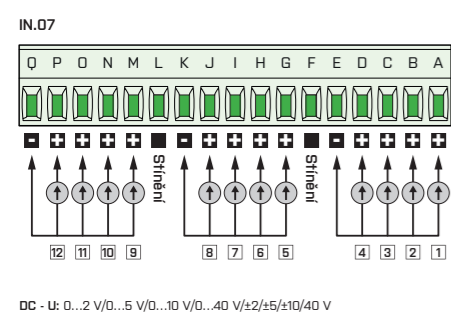 IN.07
Q P O N M L K J I H G F E D C B A
- + + + + Stínění - + + + + Stínění - + + + +
12 11 10 9 8 7 6 5 4 3 2 1
DC - U: 0...2 V/0...5 V/0...10 V/0...40 V/±2/±5/±10/40 V